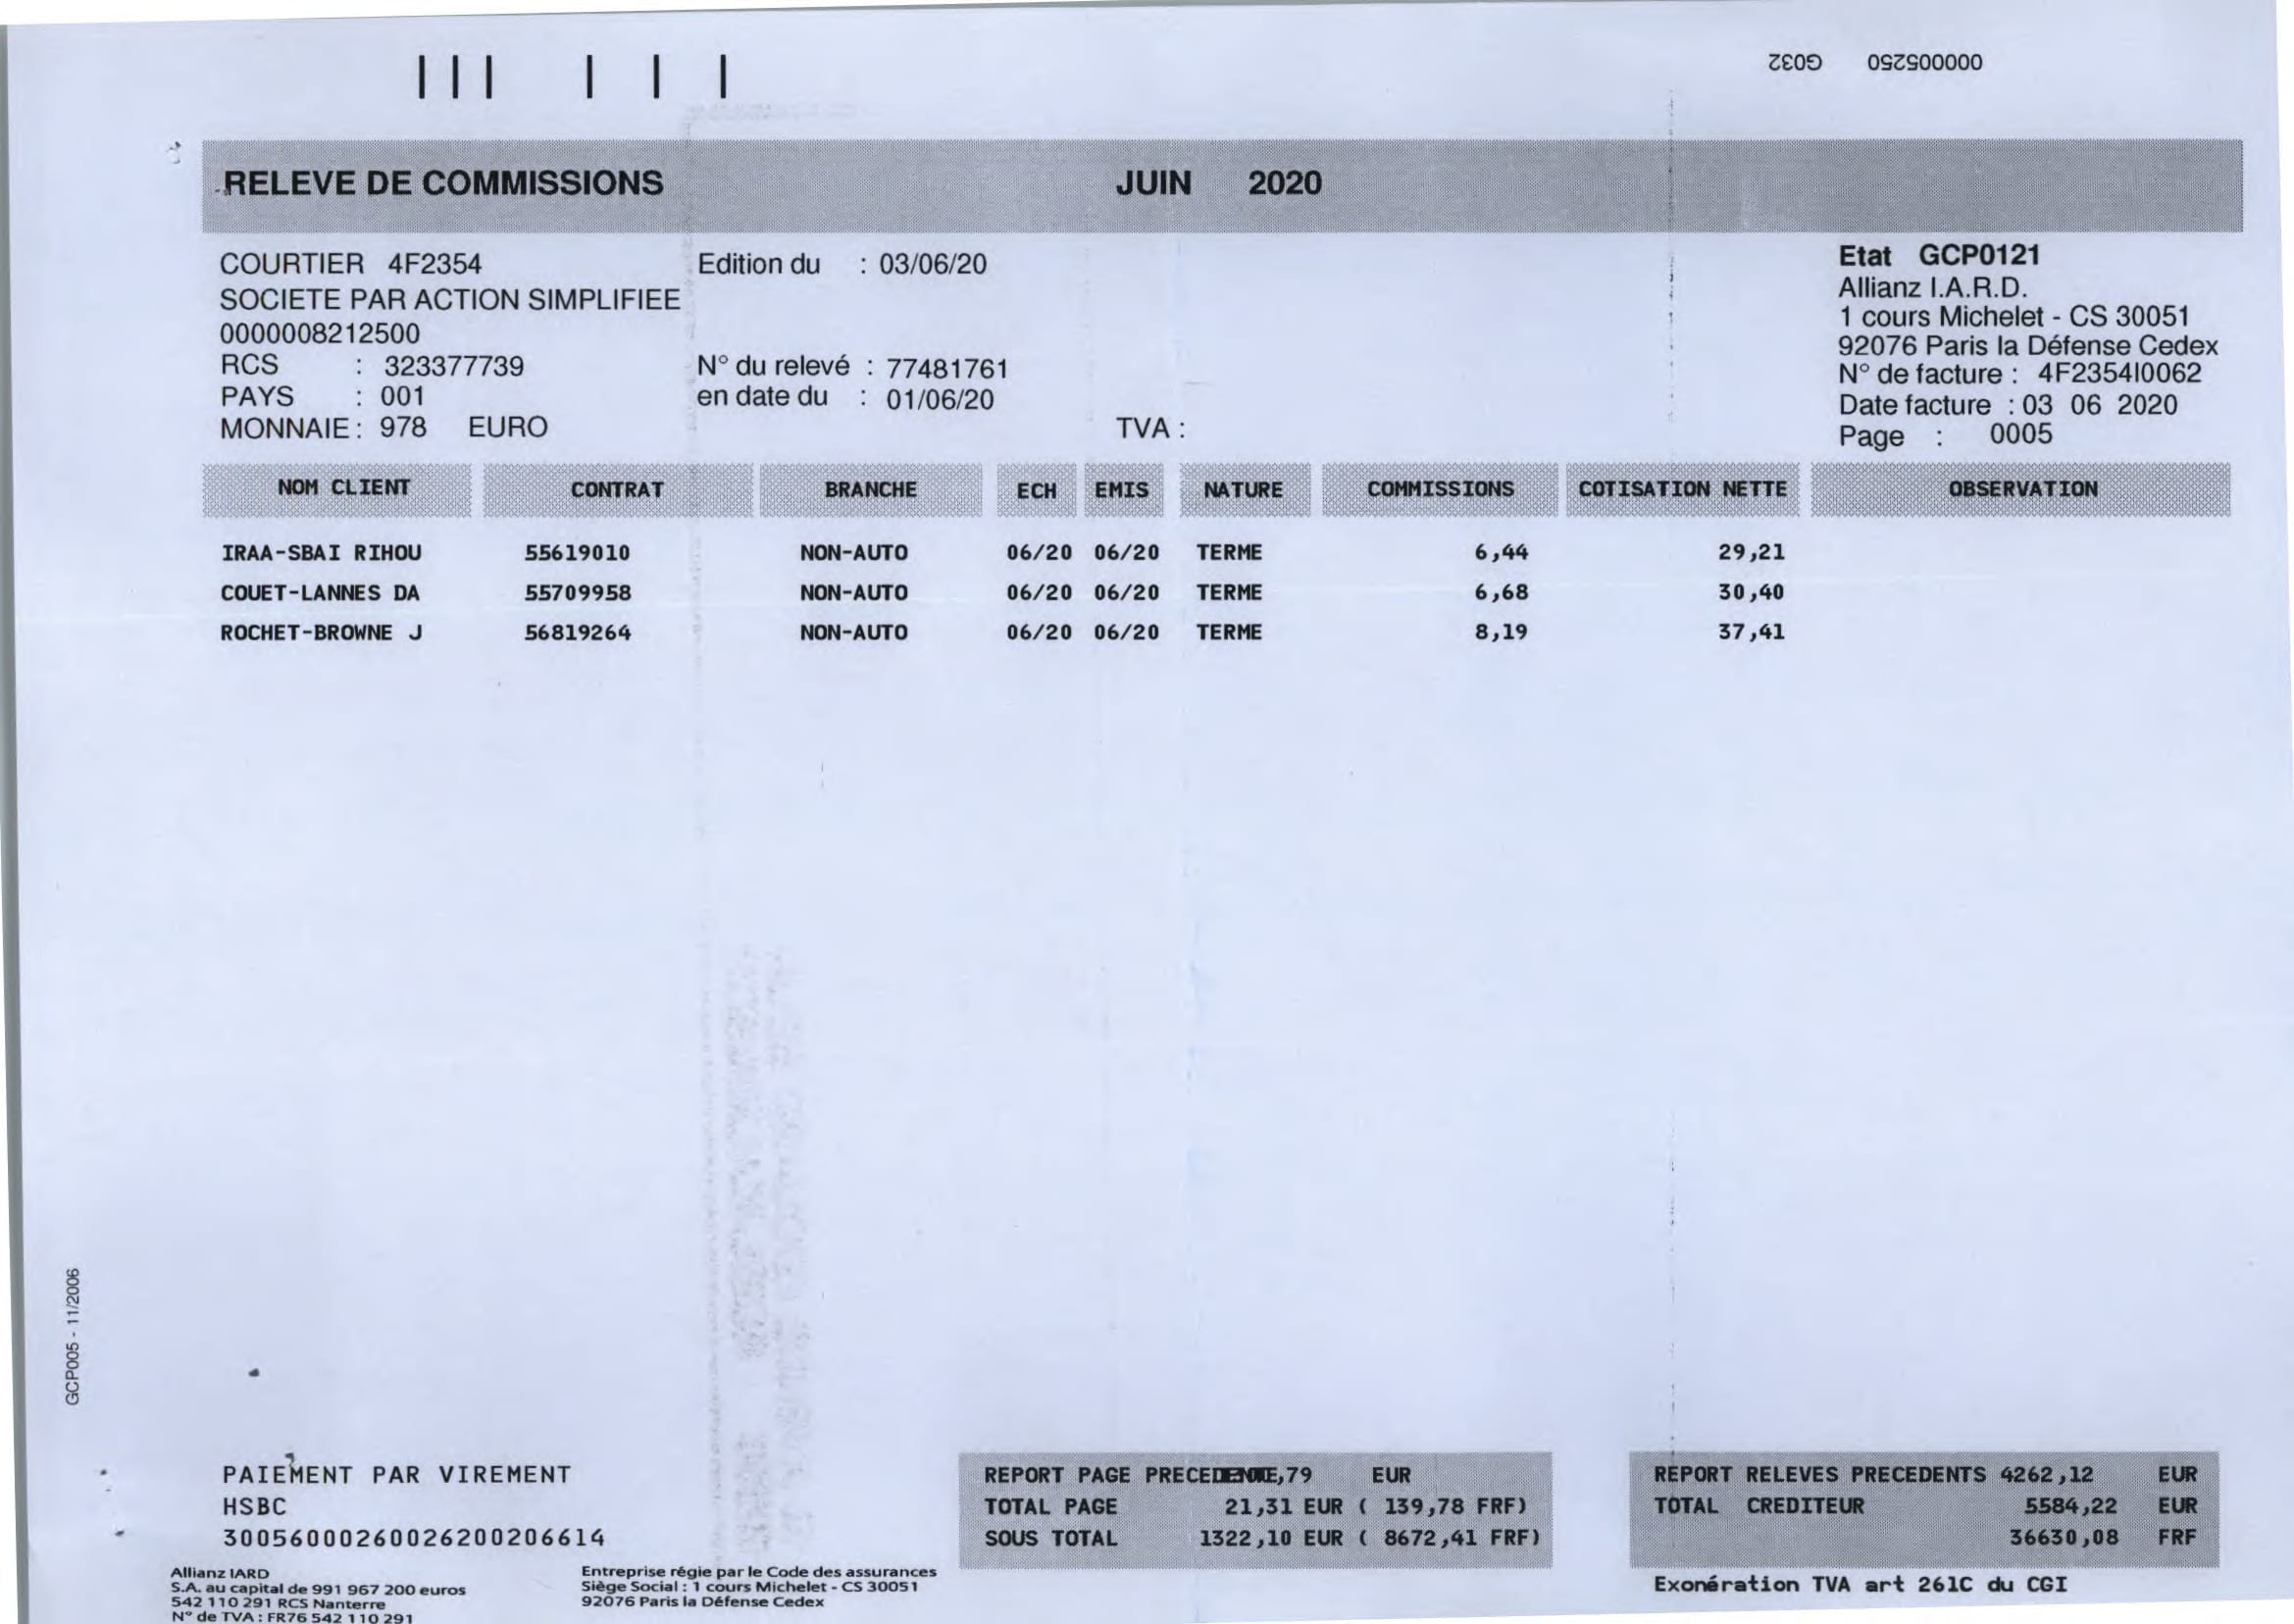 0000005250 G032
RELEVE DE COMMISSIONS JUIN 2020
COURTIER 4F2354
SOCIETE PAR ACTION SIMPLIFIEE
0000008212500
RCS : 323377739
PAYS : 001
MONNAIE : 978 EURO
Edition du : 03/06/20
N° du relevé : 77481761
en date du : 01/06/20
TVA :
Etat GCP0121
Allianz I.A.R.D.
1 cours Michelet - CS 30051
92076 Paris la Défense Cedex
N° de facture : 4F2354I0062
Date facture : 03 06 2020
Page : 0005
NOM CLIENT CONTRAT BRANCHE ECH EMIS NATURE COMMISSIONS COTISATION NETTE OBSERVATION
IRAA-SBAI RIHOU 55619010 NON-AUTO 06/20 06/20 TERME 6,44 29,21
COUET-LANNES DA 55709958 NON-AUTO 06/20 06/20 TERME 6,68 30,40
ROCHET-BROWNE J 56819264 NON-AUTO 06/20 06/20 TERME 8,19 37,41
GCP005 - 11/2006
PAIEMENT PAR VIREMENT
HSBC
30056000260026200206614
REPORT PAGE EUR
TOTAL PAGE 21,31 EUR ( 139,78 FRF)
SOUS TOTAL 1322,10 EUR ( 8672,41 FRF)
REPORT RELEVES PRECEDENTS 4262,12 EUR
TOTAL CREDITEUR 5584,22 EUR
36630,08 FRF
Exonération TVA art 261C du CGI
Allianz IARD
S.A. au capital de 991 967 200 euros
542 110 291 RCS Nanterre
N° de TVA : FR76 542 110 291
Entreprise régie par le Code des assurances
Siège Social : 1 cours Michelet - CS 30051
92076 Paris la Défense Cedex